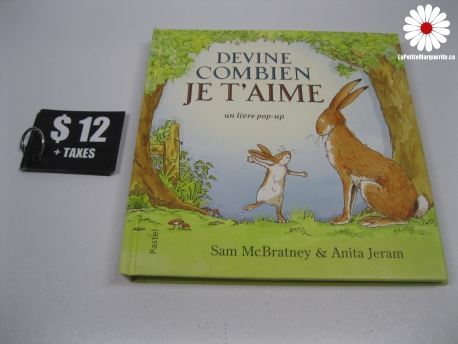 LaPetiteMarguerite.ca
DEVINE
COMBIEN
JE T'AIME
un livre pop-up
$ 12
+ TAXES
Pastel
Sam McBratney & Anita Jeram